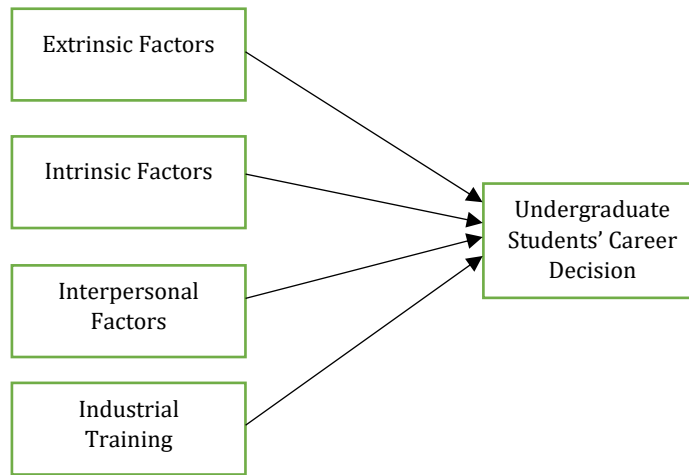 Extrinsic Factors
Intrinsic Factors
Interpersonal
Factors
Industrial
Training
Undergraduate
Students’ Career
Decision